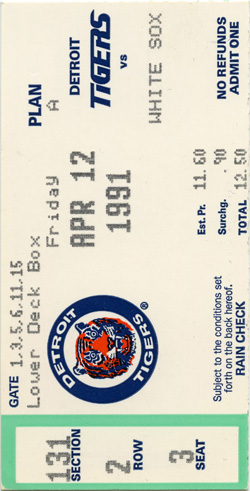 PLAN
A
DETROIT
TIGERS
vs
WHITE SOX
NO REFUNDS
ADMIT ONE
GATE 1.3.5.6.11.15
Lower Deck Box
Friday
APR 12
1991
Est. Pr. 11.60
Surchg. .90
TOTAL 12.50
DETROIT
TIGERS
®
Subject to the conditions set
forth on the back hereof.
RAIN CHECK
131
SECTION
2
ROW
3
SEAT